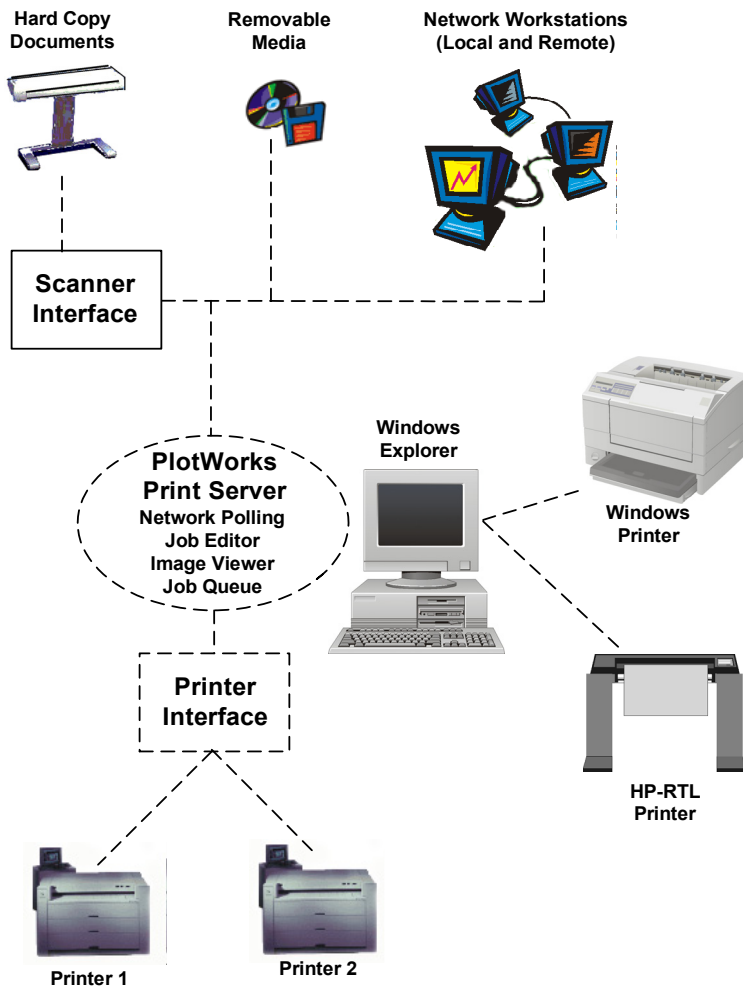 Hard Copy
Documents
Removable
Media
Network Workstations
(Local and Remote)
Scanner
Interface
PlotWorks
Print Server
Network Polling
Job Editor
Image Viewer
Job Queue
Windows
Explorer
Windows
Printer
Printer
Interface
HP-RTL
Printer
Printer 1
Printer 2